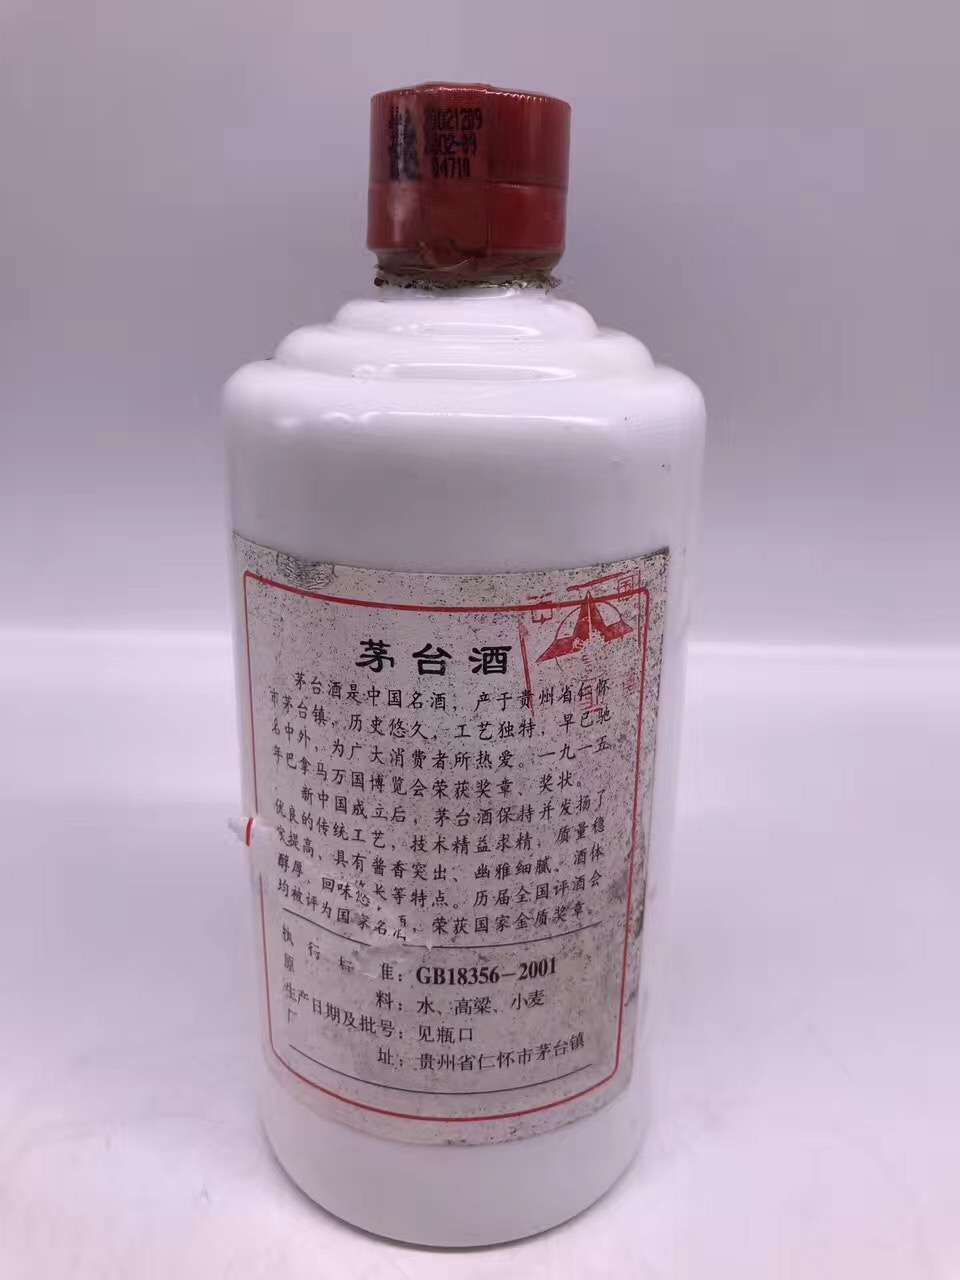 20021209
2002-09
04710
茅台酒
茅台酒是中国名酒，产于贵州省仁怀
市茅台镇，历史悠久，工艺独特，早已驰
名中外，为广大消费者所热爱。一九一五
年巴拿马万国博览会荣获奖章、奖状。
新中国成立后，茅台酒保持并发扬了
优良的传统工艺，技术精益求精，质量稳
提高、具有酱香突出、幽雅细腻、酒体
醇厚、回味悠长等特点。历届全国评酒会
均被评为国家名酒，荣获国家金质奖章。
执行标准：GB18356-2001
原料：水、高粱、小麦
生产日期及批号：见瓶口
厂址：贵州省仁怀市茅台镇